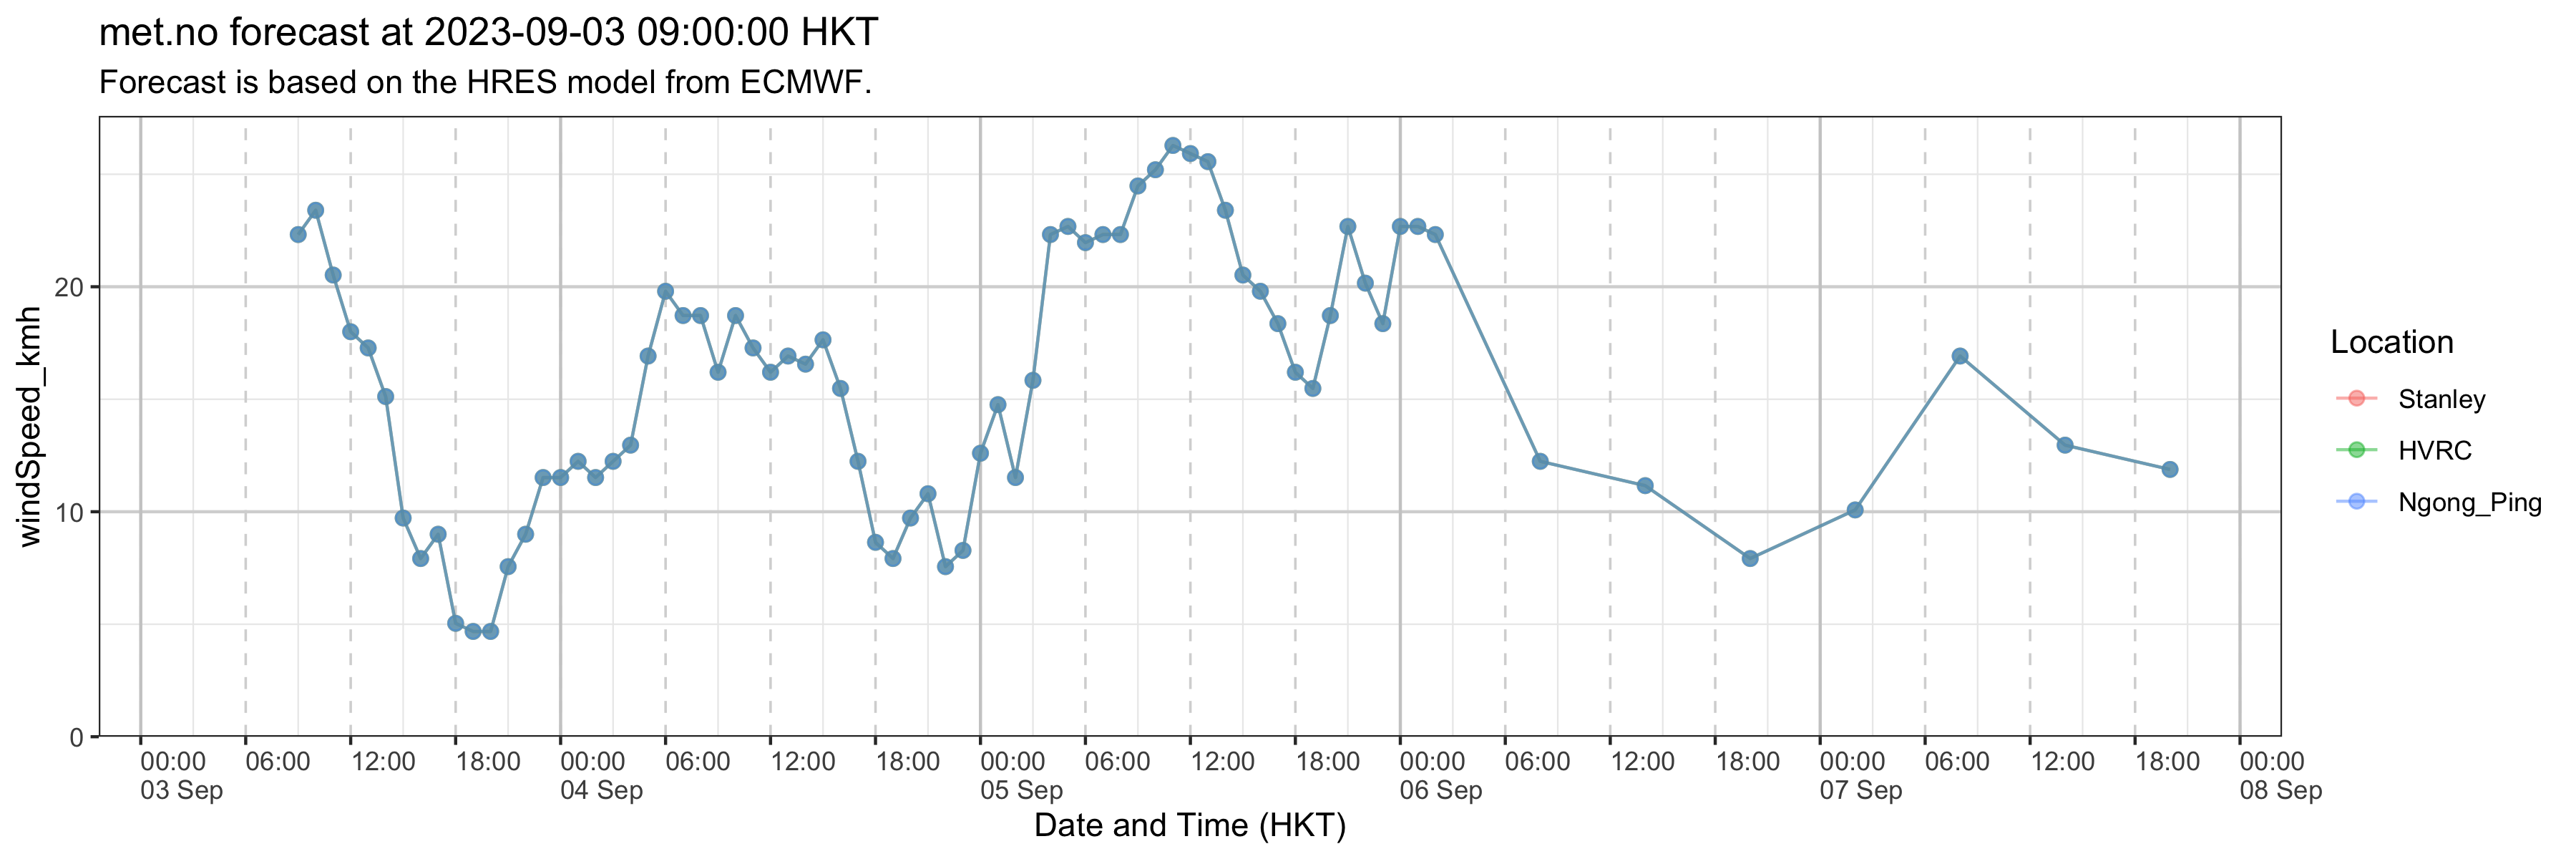 met.no forecast at 2023-09-03 09:00:00 HKT
Forecast is based on the HRES model from ECMWF.
windSpeed_kmh
20
10
0
00:00 06:00 12:00 18:00 00:00 06:00 12:00 18:00 00:00 06:00 12:00 18:00 00:00 06:00 12:00 18:00 00:00 06:00 12:00 18:00 00:00
03 Sep 04 Sep 05 Sep 06 Sep 07 Sep 08 Sep
Date and Time (HKT)
Location
Stanley
HVRC
Ngong_Ping